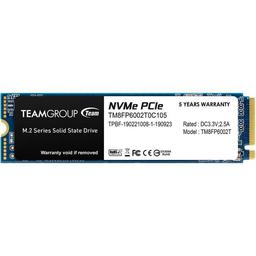 TEAMGROUP Team
M.2 Series Solid State Drive
Warranty void if removed
NVMe PCIe
TM8FP6002T0C105
TPBF-190221008-1-190923
5 YEARS WARRANTY
Rated : DC3.3V;2.5A
Model : TM8FP6002T